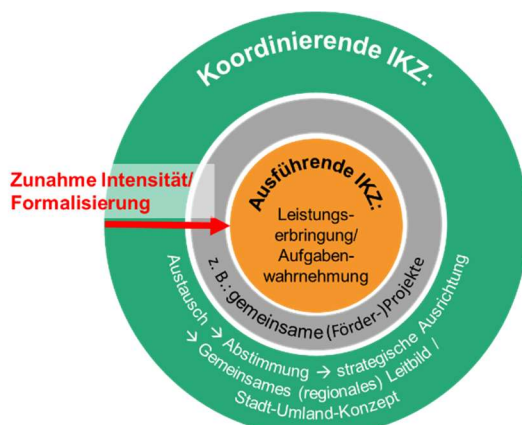 Koordinierende IKZ:
Zunahme Intensität/
Formalisierung
Ausführende IKZ:
Leistungs-
erbringung/
Aufgaben-
wahrnehmung
z. B.: gemeinsame (Förder-)Projekte
Austausch → Abstimmung → strategische Ausrichtung
→ Gemeinsames (regionales) Leitbild /
Stadt-Umland-Konzept